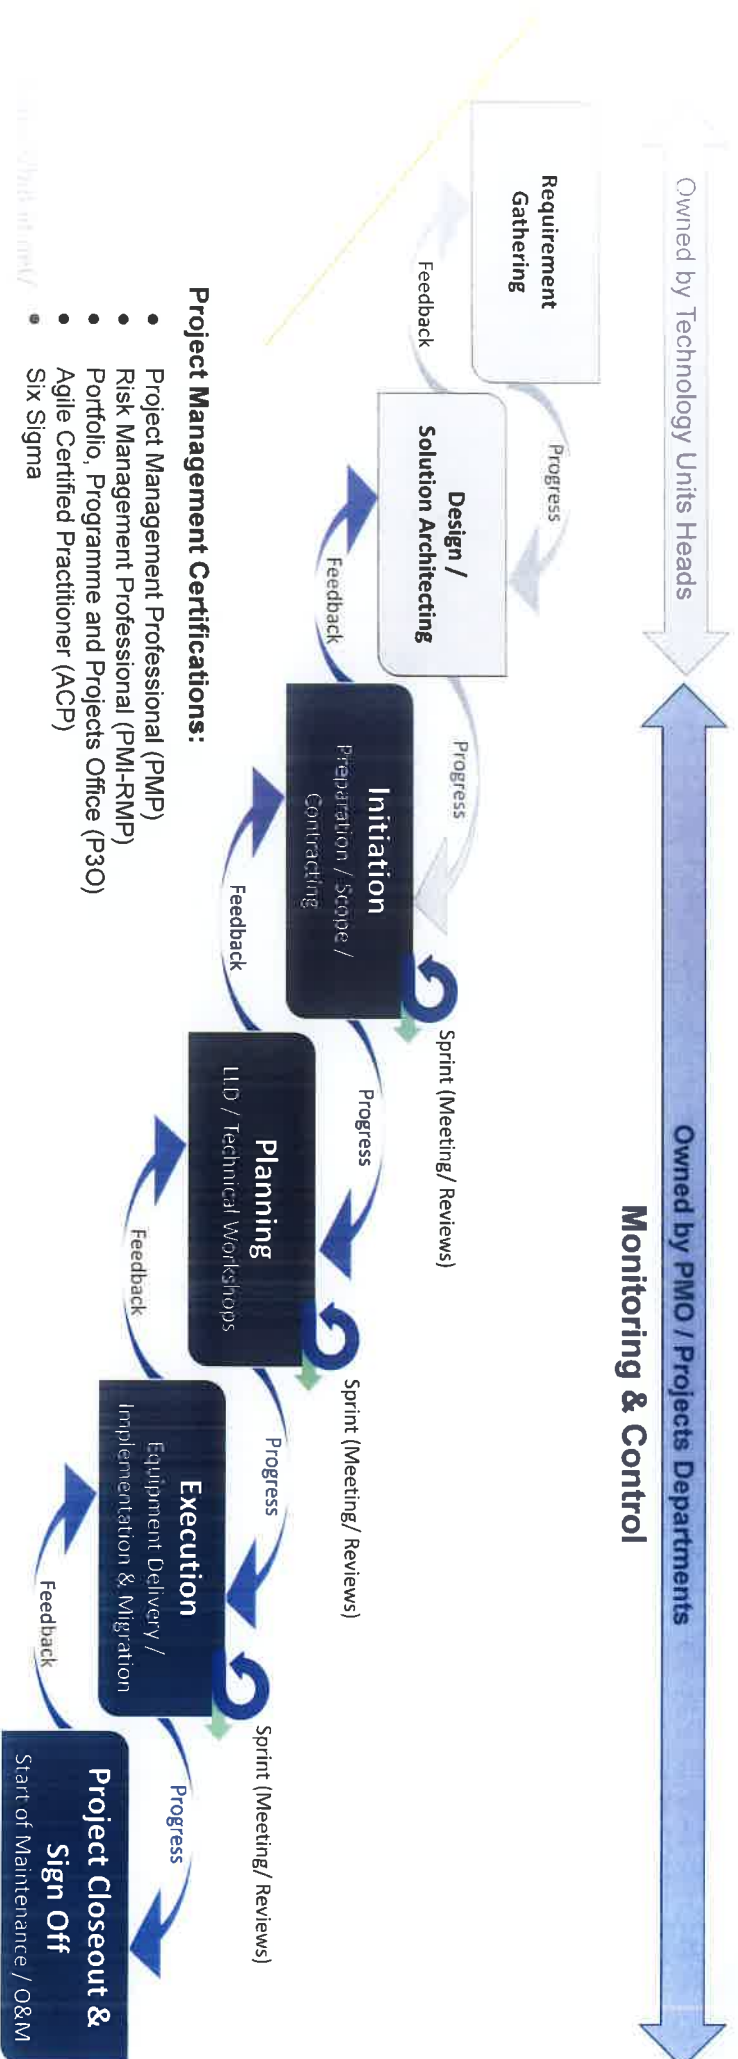 Owned by Technology Units Heads
Owned by PMO / Projects Departments
Monitoring & Control
Requirement
Gathering
Progress
Feedback
Design /
Solution Architecting
Progress
Feedback
Initiation
Preparation / Scope /
Contracting
Sprint (Meeting/ Reviews)
Progress
Feedback
Planning
LLD / Technical Workshops
Sprint (Meeting/ Reviews)
Progress
Feedback
Execution
Equipment Delivery /
Implementation & Migration
Sprint (Meeting/ Reviews)
Progress
Feedback
Project Closeout &
Sign Off
Start of Maintenance / O&M
Project Management Certifications:
• Project Management Professional (PMP)
• Risk Management Professional (PMI-RMP)
• Portfolio, Programme and Projects Office (P3O)
• Agile Certified Practitioner (ACP)
• Six Sigma